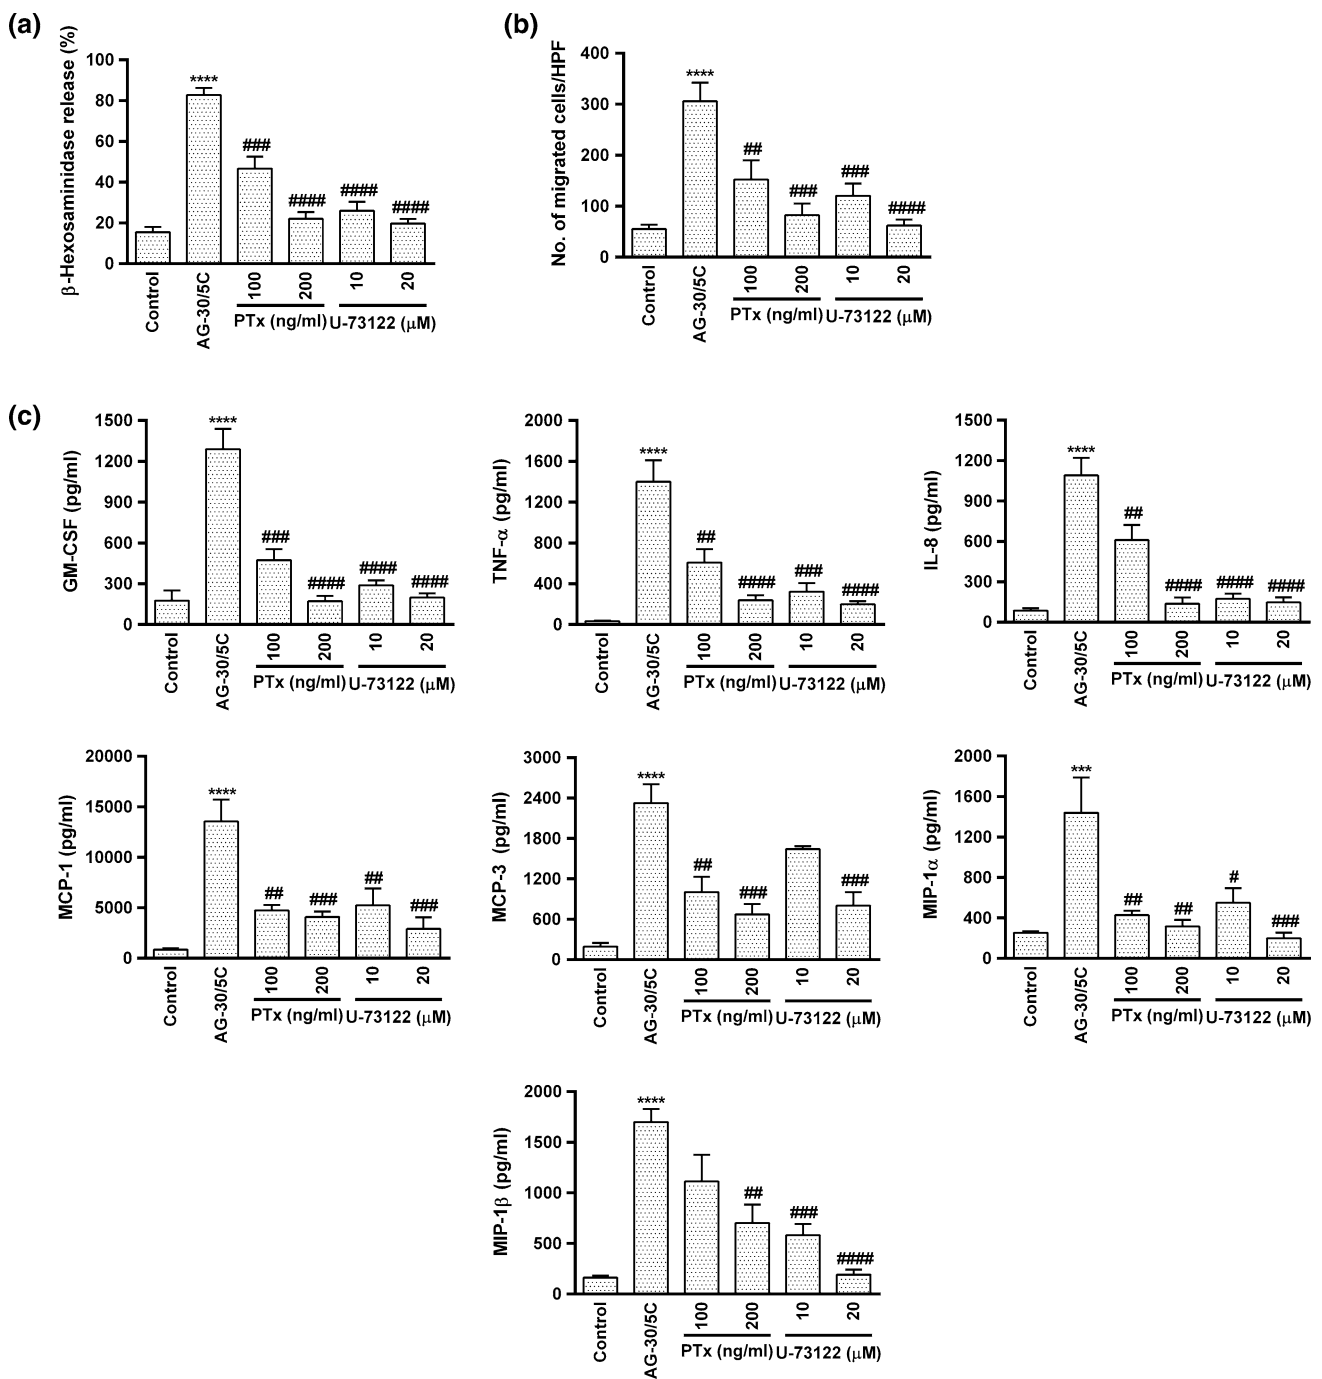 (a)
β-Hexosaminidase release (%)
100
80
60
40
20
0
****
###
####
####
####
Control
AG-30/5C
100
200
10
20
PTx (ng/ml)
U-73122 (μM)
(b)
No. of migrated cells/HPF
400
300
200
100
0
****
##
###
###
####
Control
AG-30/5C
100
200
10
20
PTx (ng/ml)
U-73122 (μM)
(c)
GM-CSF (pg/ml)
1500
1200
900
600
300
0
****
###
####
####
####
Control
AG-30/5C
100
200
10
20
PTx (ng/ml)
U-73122 (μM)
TNF-α (pg/ml)
2000
1600
1200
800
400
0
****
##
####
###
####
Control
AG-30/5C
100
200
10
20
PTx (ng/ml)
U-73122 (μM)
IL-8 (pg/ml)
1500
1200
900
600
300
0
****
##
####
####
####
Control
AG-30/5C
100
200
10
20
PTx (ng/ml)
U-73122 (μM)
MCP-1 (pg/ml)
20000
15000
10000
5000
0
****
##
###
##
###
Control
AG-30/5C
100
200
10
20
PTx (ng/ml)
U-73122 (μM)
MCP-3 (pg/ml)
3000
2400
1800
1200
600
0
****
##
###
###
Control
AG-30/5C
100
200
10
20
PTx (ng/ml)
U-73122 (μM)
MIP-1α (pg/ml)
2000
1600
1200
800
400
0
***
##
##
#
###
Control
AG-30/5C
100
200
10
20
PTx (ng/ml)
U-73122 (μM)
MIP-1β (pg/ml)
2000
1500
1000
500
0
****
##
###
####
Control
AG-30/5C
100
200
10
20
PTx (ng/ml)
U-73122 (μM)